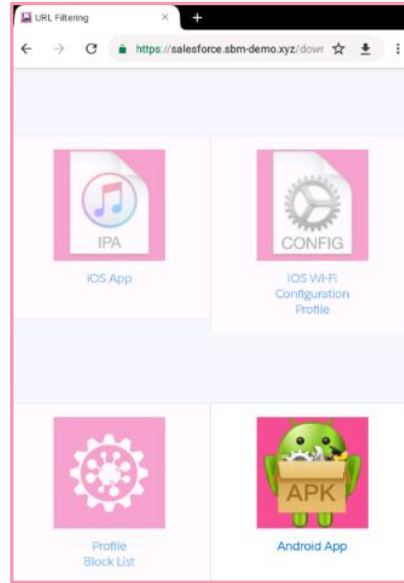 URL Filtering
https://salesforce.sbm-demo.xyz/dowr
IPA
iOS App
CONFIG
IOS Wi-Fi
Configuration
Profile
Profile
Block List
APK
Android App